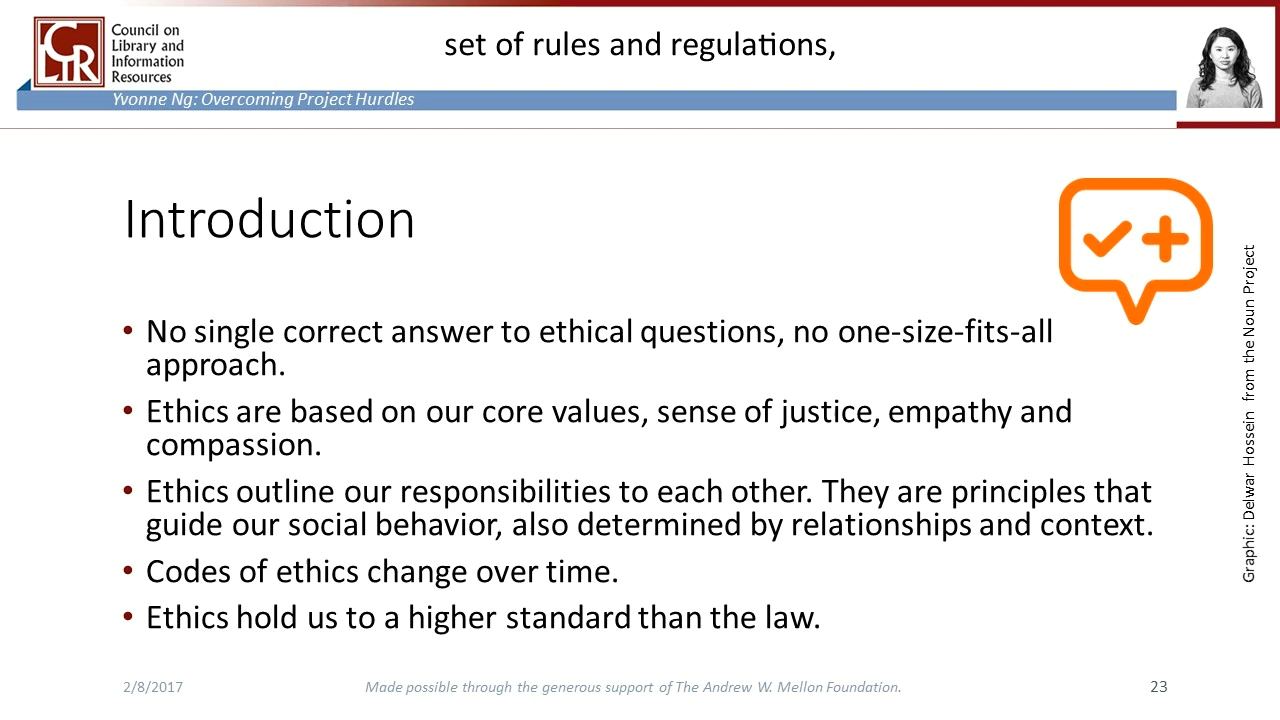 CLIR
Council on
Library and
Information
Resources
set of rules and regulations,
Yvonne Ng: Overcoming Project Hurdles
Introduction
• No single correct answer to ethical questions, no one-size-fits-all
approach.
• Ethics are based on our core values, sense of justice, empathy and
compassion.
• Ethics outline our responsibilities to each other. They are principles that
guide our social behavior, also determined by relationships and context.
• Codes of ethics change over time.
• Ethics hold us to a higher standard than the law.
Graphic: Delwar Hossein from the Noun Project
2/8/2017
Made possible through the generous support of The Andrew W. Mellon Foundation.
23